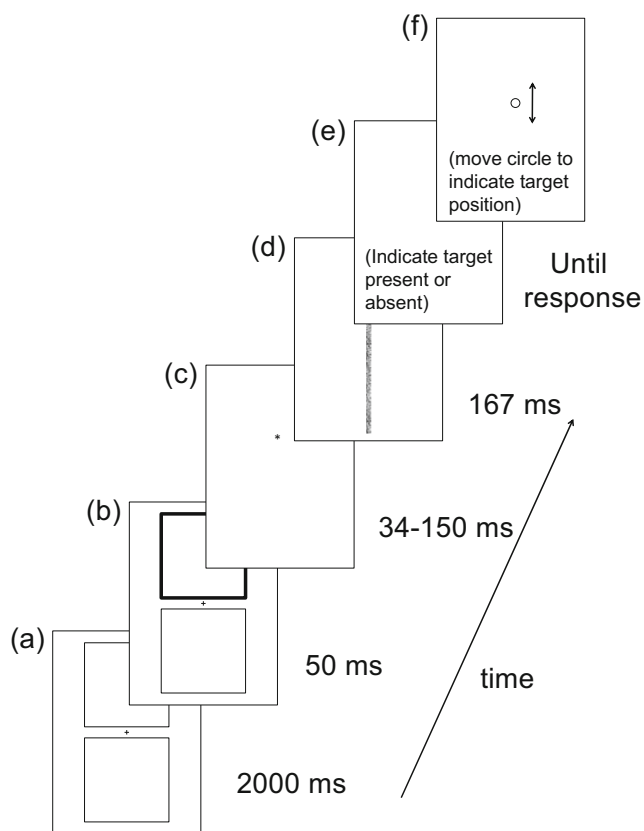 (f)
(move circle to
indicate target
position)
(e)
(Indicate target
present or
absent)
Until
response
(d)
167 ms
(c)
*
34-150 ms
(b)
+
50 ms
(a)
+
2000 ms
time